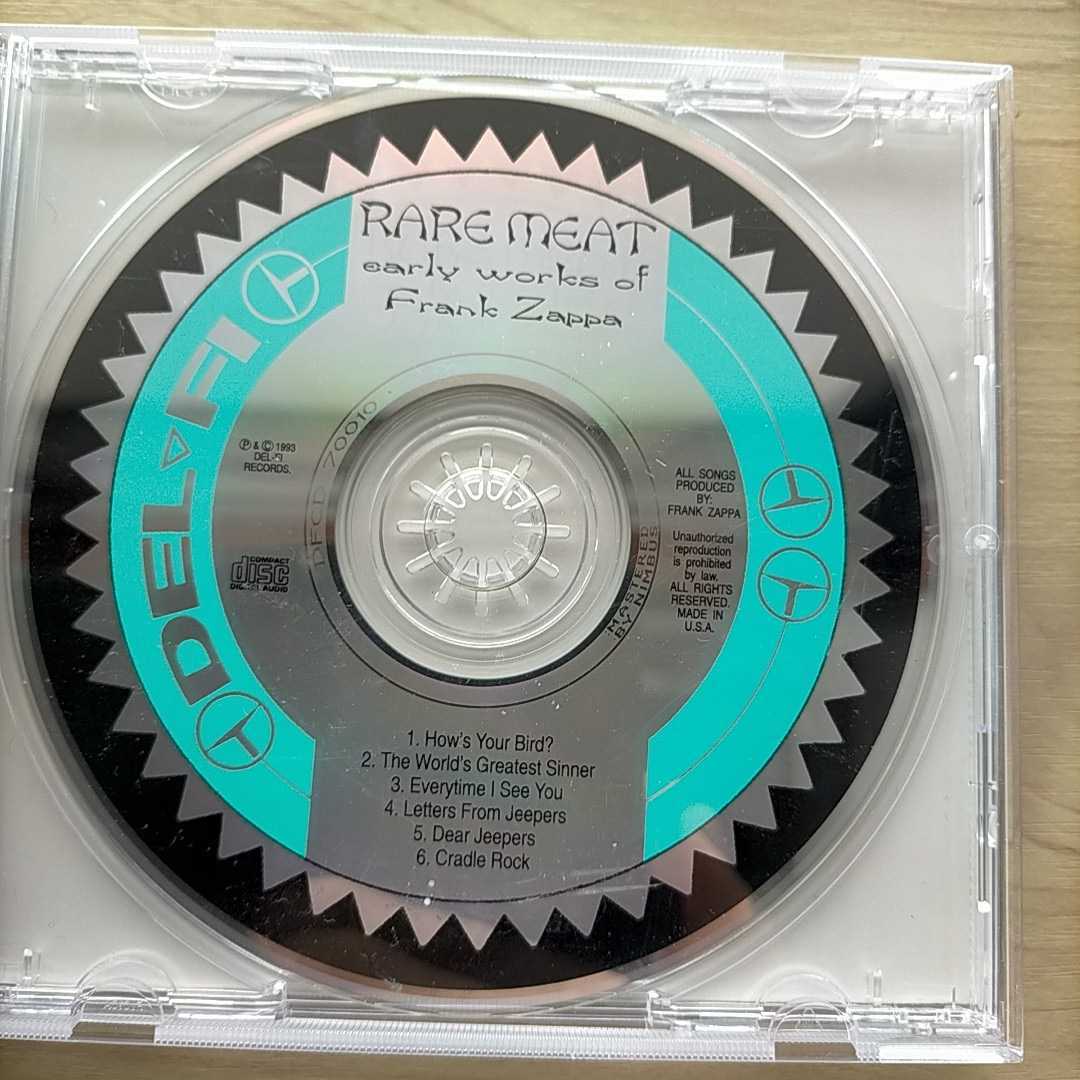 RARE MEAT
early works of
Frank Zappa
DEL-FI
℗ & © 1993
DEL-FI
RECORDS.
70010
COMPACT
disc
DIGITAL AUDIO
ALL SONGS
PRODUCED
BY:
FRANK ZAPPA
Unauthorized
reproduction
is prohibited
by law.
ALL RIGHTS
RESERVED.
MADE IN
U.S.A.
MASTERED
BY NIMBUS
1. How's Your Bird?
2. The World's Greatest Sinner
3. Everytime I See You
4. Letters From Jeepers
5. Dear Jeepers
6. Cradle Rock